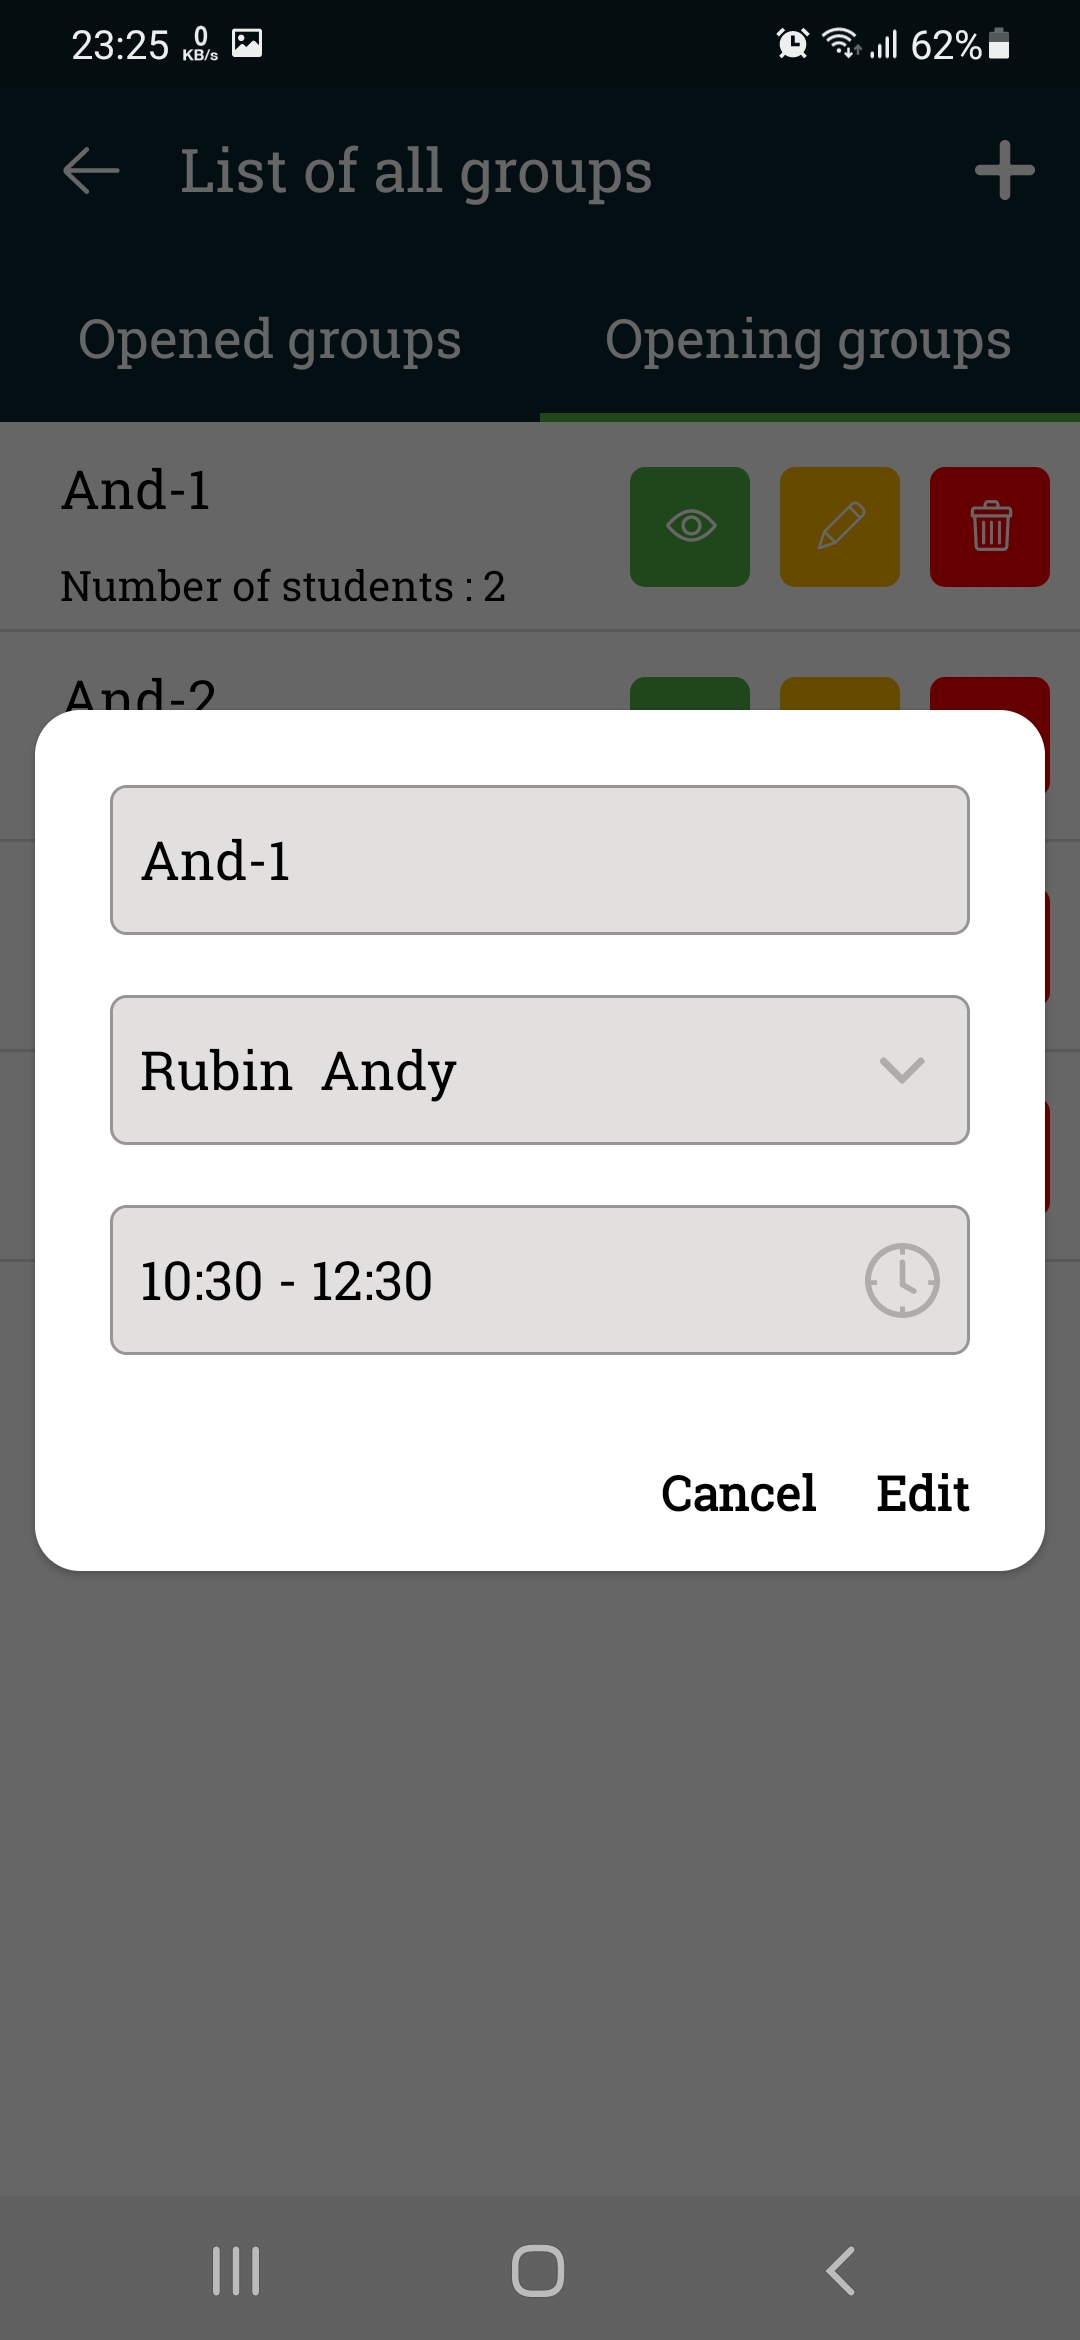 23:25 0 KB/s 62%
List of all groups
Opened groups Opening groups
And-1
Number of students : 2
And-2
And-1
Rubin Andy
10:30 - 12:30
Cancel Edit